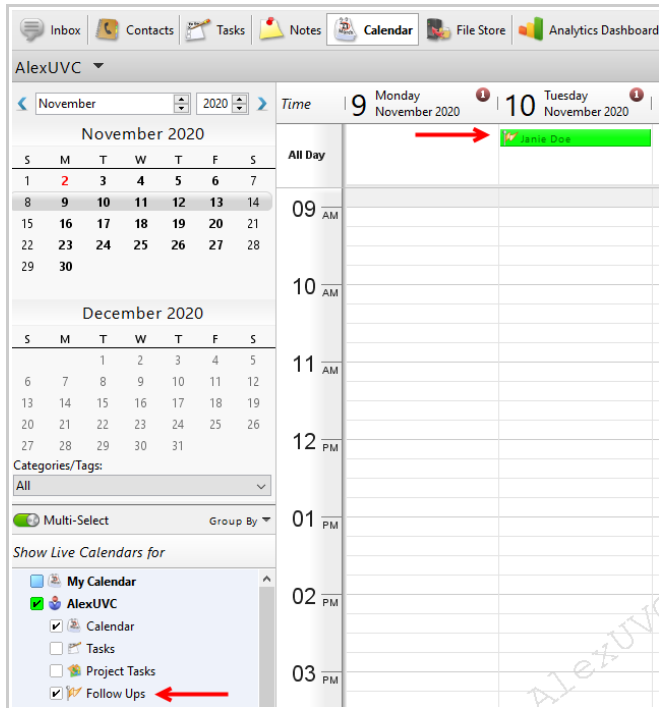 Inbox Contacts Tasks Notes Calendar File Store Analytics Dashboard
AlexUVC
November 2020
November 2020
S M T W T F S
1 2 3 4 5 6 7
8 9 10 11 12 13 14
15 16 17 18 19 20 21
22 23 24 25 26 27 28
29 30
December 2020
S M T W T F S
1 2 3 4 5
6 7 8 9 10 11 12
13 14 15 16 17 18 19
20 21 22 23 24 25 26
27 28 29 30 31
Categories/Tags:
All
Multi-Select Group By
Show Live Calendars for
My Calendar
AlexUVC
Calendar
Tasks
Project Tasks
Follow Ups
Time
9 Monday
November 2020
1
10 Tuesday
November 2020
1
All Day
Janie Doe
09 AM
10 AM
11 AM
12 PM
01 PM
02 PM
03 PM
AlexUVC